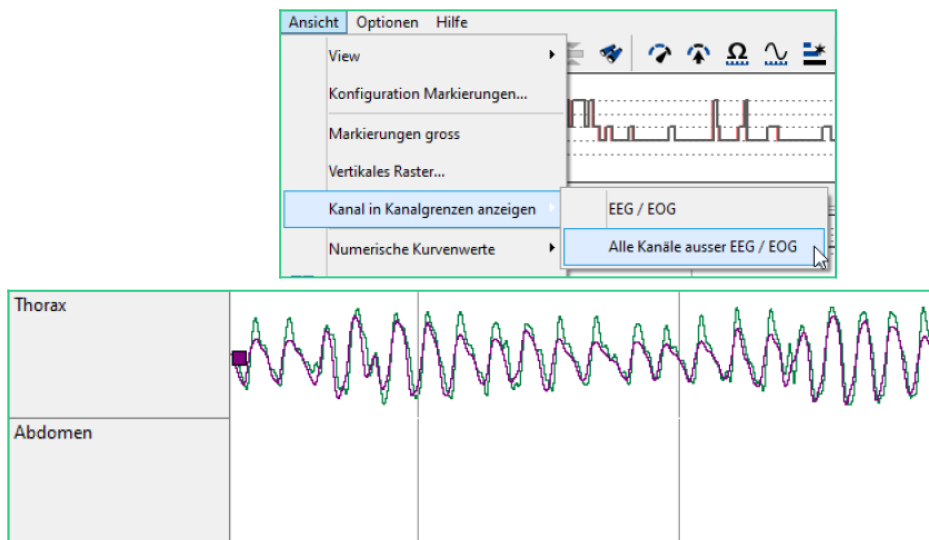 Ansicht Optionen Hilfe
View
Konfiguration Markierungen...
Markierungen gross
Vertikales Raster...
Kanal in Kanalgrenzen anzeigen
EEG / EOG
Numerische Kurvenwerte
Alle Kanäle ausser EEG / EOG
Thorax
Abdomen